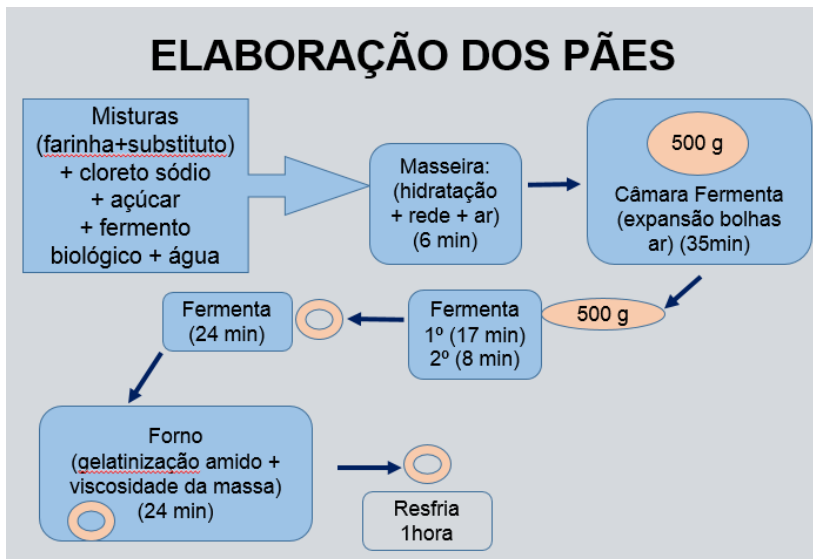 ELABORAÇÃO DOS PÃES
Misturas
(farinha+substituto)
+ cloreto sódio
+ açúcar
+ fermento
biológico + água
Masseira:
(hidratação
+ rede + ar)
(6 min)
500 g
Câmara Fermenta
(expansão bolhas
ar) (35min)
500 g
Fermenta
1º (17 min)
2º (8 min)
Fermenta
(24 min)
Forno
(gelatinização amido +
viscosidade da massa)
(24 min)
Resfria
1hora